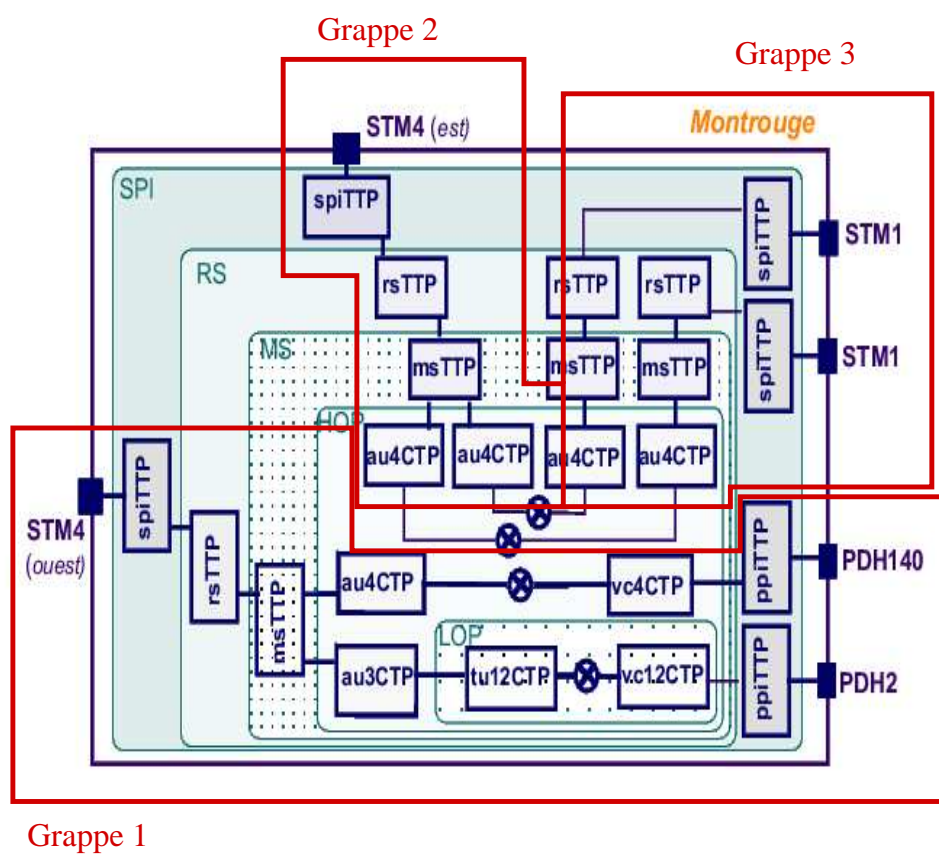 Grappe 2
Grappe 3
STM4 (est)
Montrouge
SPI
spiTTP
spiTTP
STM1
RS
rsTTP
rsTTP
rsTTP
spiTTP
STM1
MS
msTTP
msTTP
msTTP
HOP
au4CTP
au4CTP
au4CTP
au4CTP
spiTTP
STM4
(ouest)
rsTTP
msTTP
au4CTP
vc4CTP
ppiTTP
PDH140
LOP
au3CTP
tu12CTP
vc1.2CTP
ppiTTP
PDH2
Grappe 1